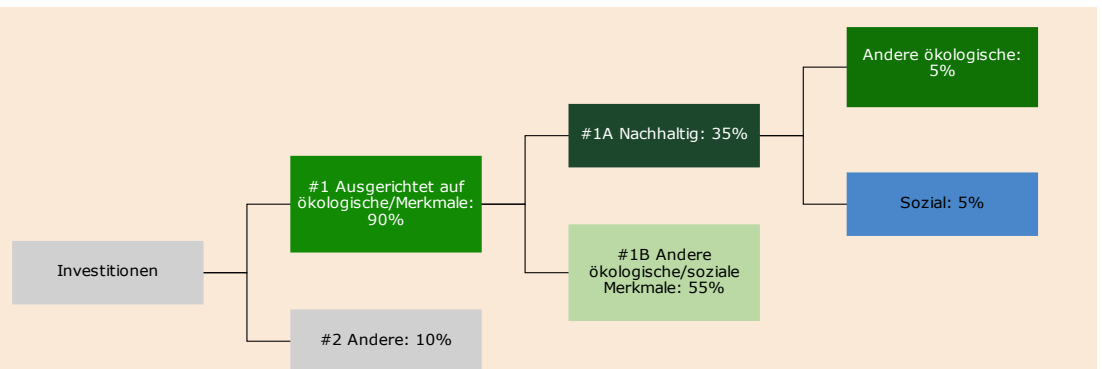 Andere ökologische:
5%
#1A Nachhaltig: 35%
#1 Ausgerichtet auf
ökologische/Merkmale:
90%
Sozial: 5%
#1B Andere
ökologische/soziale
Merkmale: 55%
Investitionen
#2 Andere: 10%